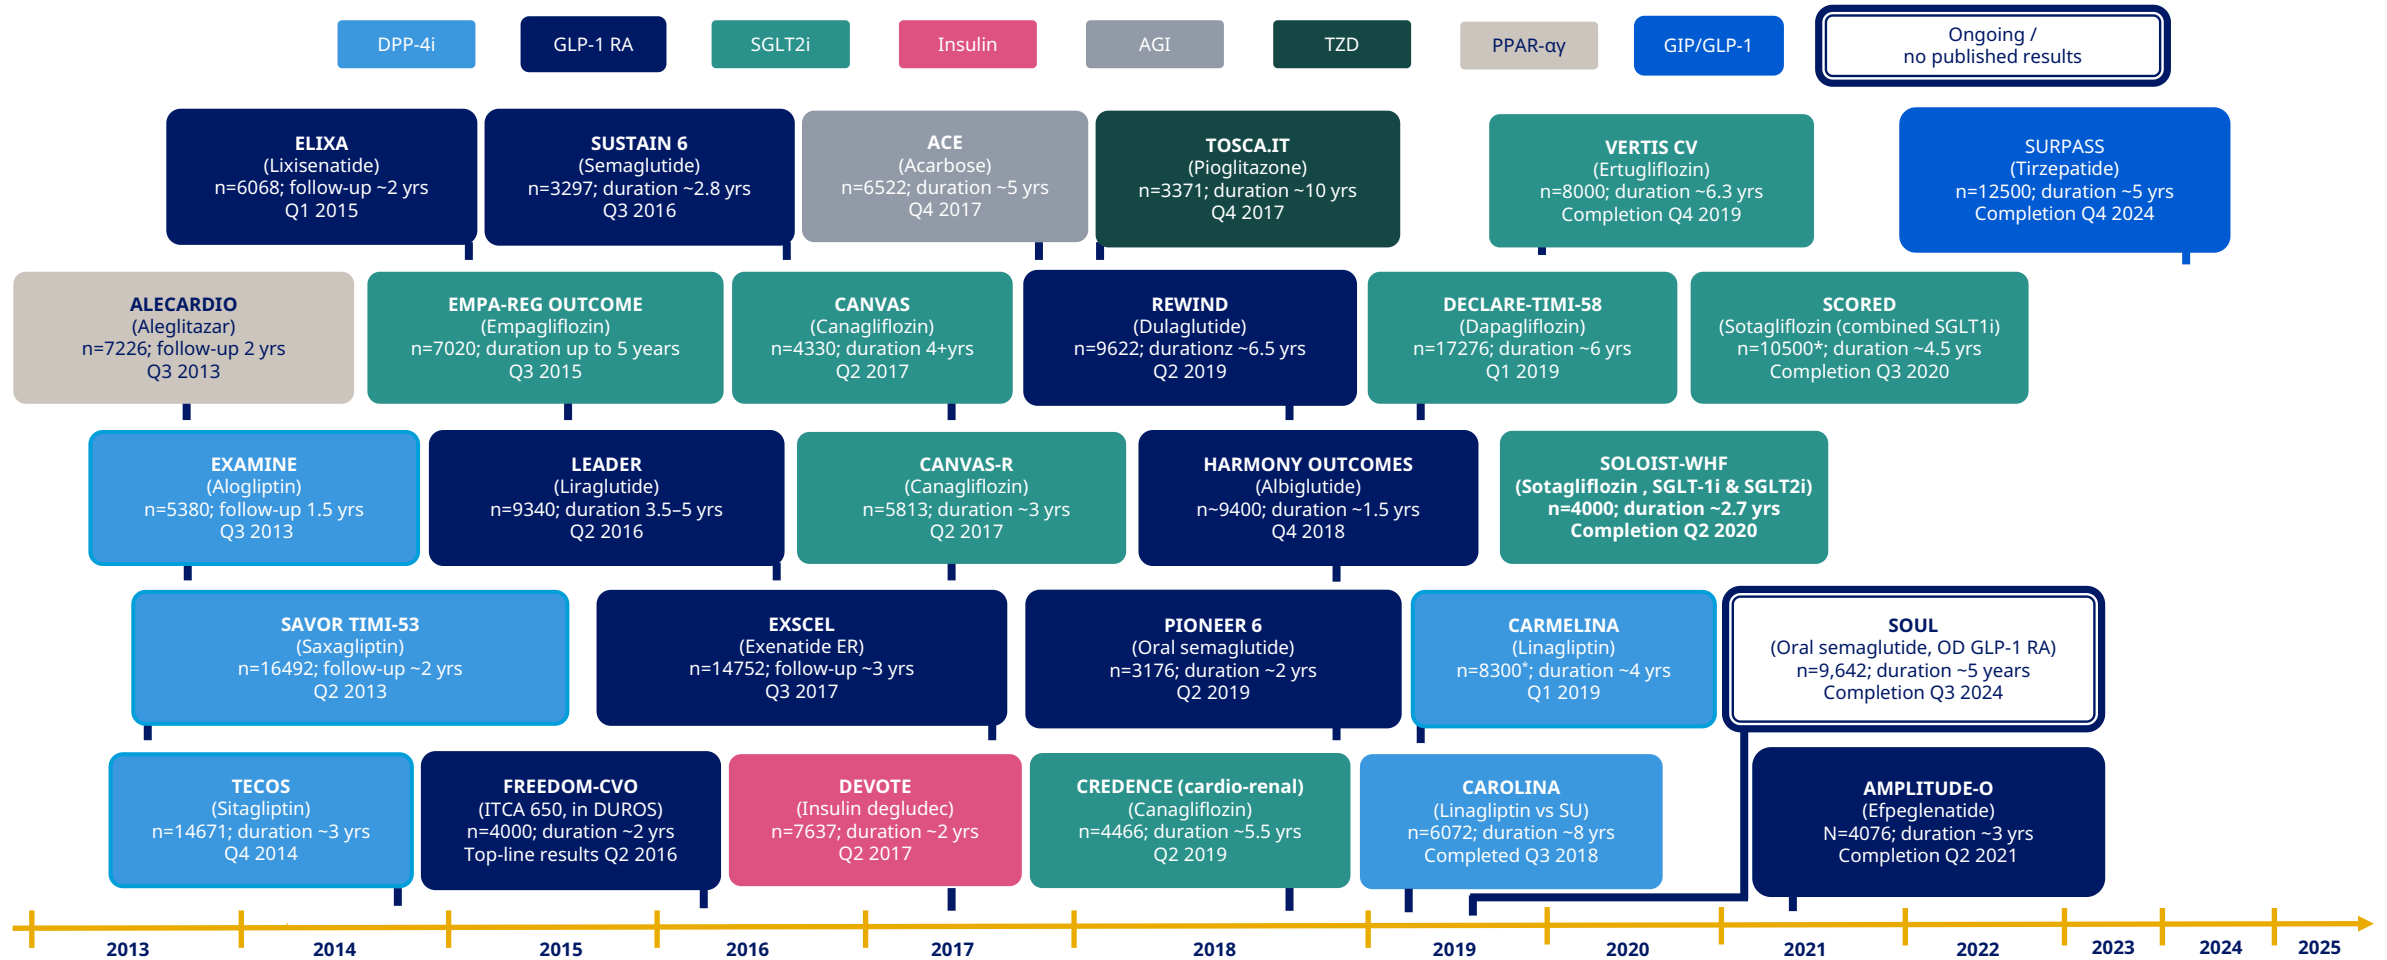 DPP-4i
GLP-1 RA
SGLT2i
Insulin
AGI
TZD
PPAR-αγ
GIP/GLP-1
Ongoing /
no published results
ELIXA
(Lixisenatide)
n=6068; follow-up ~2 yrs
Q1 2015
SUSTAIN 6
(Semaglutide)
n=3297; duration ~2.8 yrs
Q3 2016
ACE
(Acarbose)
n=6522; duration ~5 yrs
Q4 2017
TOSCA.IT
(Pioglitazone)
n=3371; duration ~10 yrs
Q4 2017
VERTIS CV
(Ertugliflozin)
n=8000; duration ~6.3 yrs
Completion Q4 2019
SURPASS
(Tirzepatide)
n=12500; duration ~5 yrs
Completion Q4 2024
ALECARDIO
(Aleglitazar)
n=7226; follow-up 2 yrs
Q3 2013
EMPA-REG OUTCOME
(Empagliflozin)
n=7020; duration up to 5 years
Q3 2015
CANVAS
(Canagliflozin)
n=4330; duration 4+yrs
Q2 2017
REWIND
(Dulaglutide)
n=9622; durationz ~6.5 yrs
Q2 2019
DECLARE-TIMI-58
(Dapagliflozin)
n=17276; duration ~6 yrs
Q1 2019
SCORED
(Sotagliflozin (combined SGLT1i)
n=10500*; duration ~4.5 yrs
Completion Q3 2020
EXAMINE
(Alogliptin)
n=5380; follow-up 1.5 yrs
Q3 2013
LEADER
(Liraglutide)
n=9340; duration 3.5–5 yrs
Q2 2016
CANVAS-R
(Canagliflozin)
n=5813; duration ~3 yrs
Q2 2017
HARMONY OUTCOMES
(Albiglutide)
n~9400; duration ~1.5 yrs
Q4 2018
SOLOIST-WHF
(Sotagliflozin , SGLT-1i & SGLT2i)
n=4000; duration ~2.7 yrs
Completion Q2 2020
SAVOR TIMI-53
(Saxagliptin)
n=16492; follow-up ~2 yrs
Q2 2013
EXSCEL
(Exenatide ER)
n=14752; follow-up ~3 yrs
Q3 2017
PIONEER 6
(Oral semaglutide)
n=3176; duration ~2 yrs
Q2 2019
CARMELINA
(Linagliptin)
n=8300*; duration ~4 yrs
Q1 2019
SOUL
(Oral semaglutide, OD GLP-1 RA)
n=9,642; duration ~5 years
Completion Q3 2024
TECOS
(Sitagliptin)
n=14671; duration ~3 yrs
Q4 2014
FREEDOM-CVO
(ITCA 650, in DUROS)
n=4000; duration ~2 yrs
Top-line results Q2 2016
DEVOTE
(Insulin degludec)
n=7637; duration ~2 yrs
Q2 2017
CREDENCE (cardio-renal)
(Canagliflozin)
n=4466; duration ~5.5 yrs
Q2 2019
CAROLINA
(Linagliptin vs SU)
n=6072; duration ~8 yrs
Completed Q3 2018
AMPLITUDE-O
(Efpeglenatide)
N=4076; duration ~3 yrs
Completion Q2 2021
2013
2014
2015
2016
2017
2018
2019
2020
2021
2022
2023
2024
2025